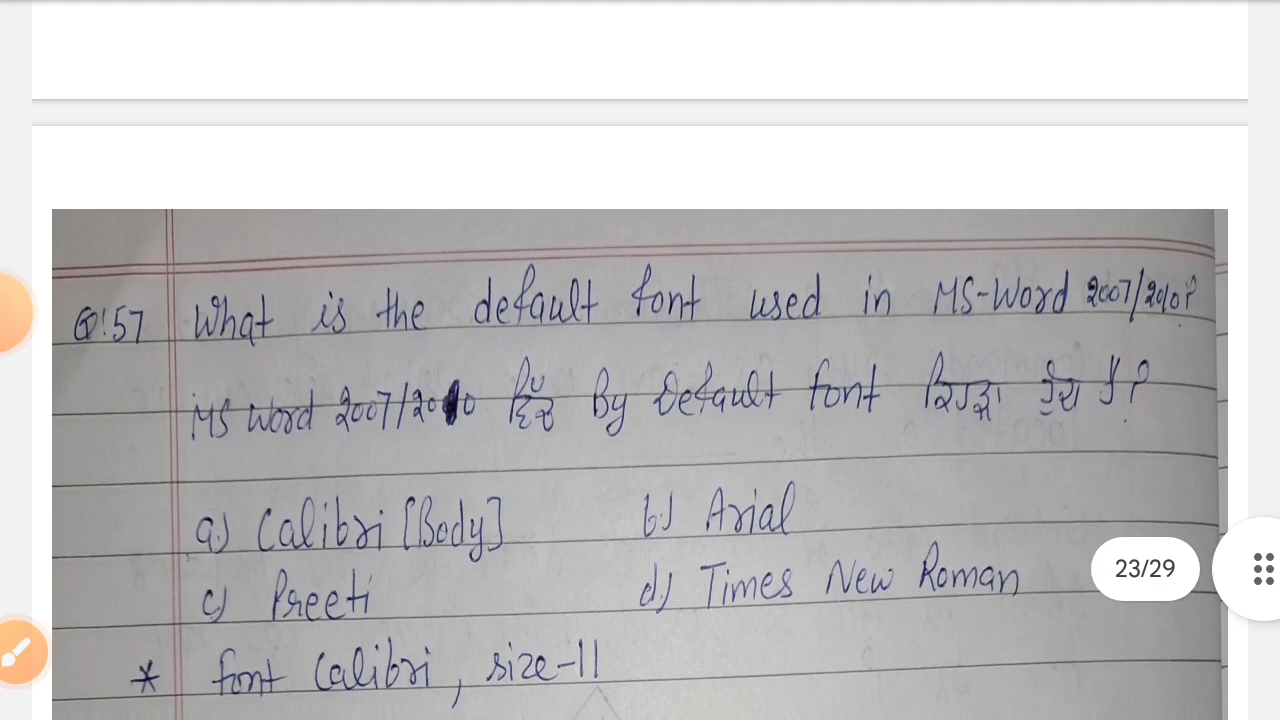 Q:57 What is the default font used in MS-Word 2007/2010?
MS Word 2007/2010 ਵਿੱਚ By Default font ਕਿਹੜਾ ਹੁੰਦਾ ਹੈ?
a) Calibri [Body] b) Arial
c) Preeti d) Times New Roman
23/29
* font Calibri, size-11